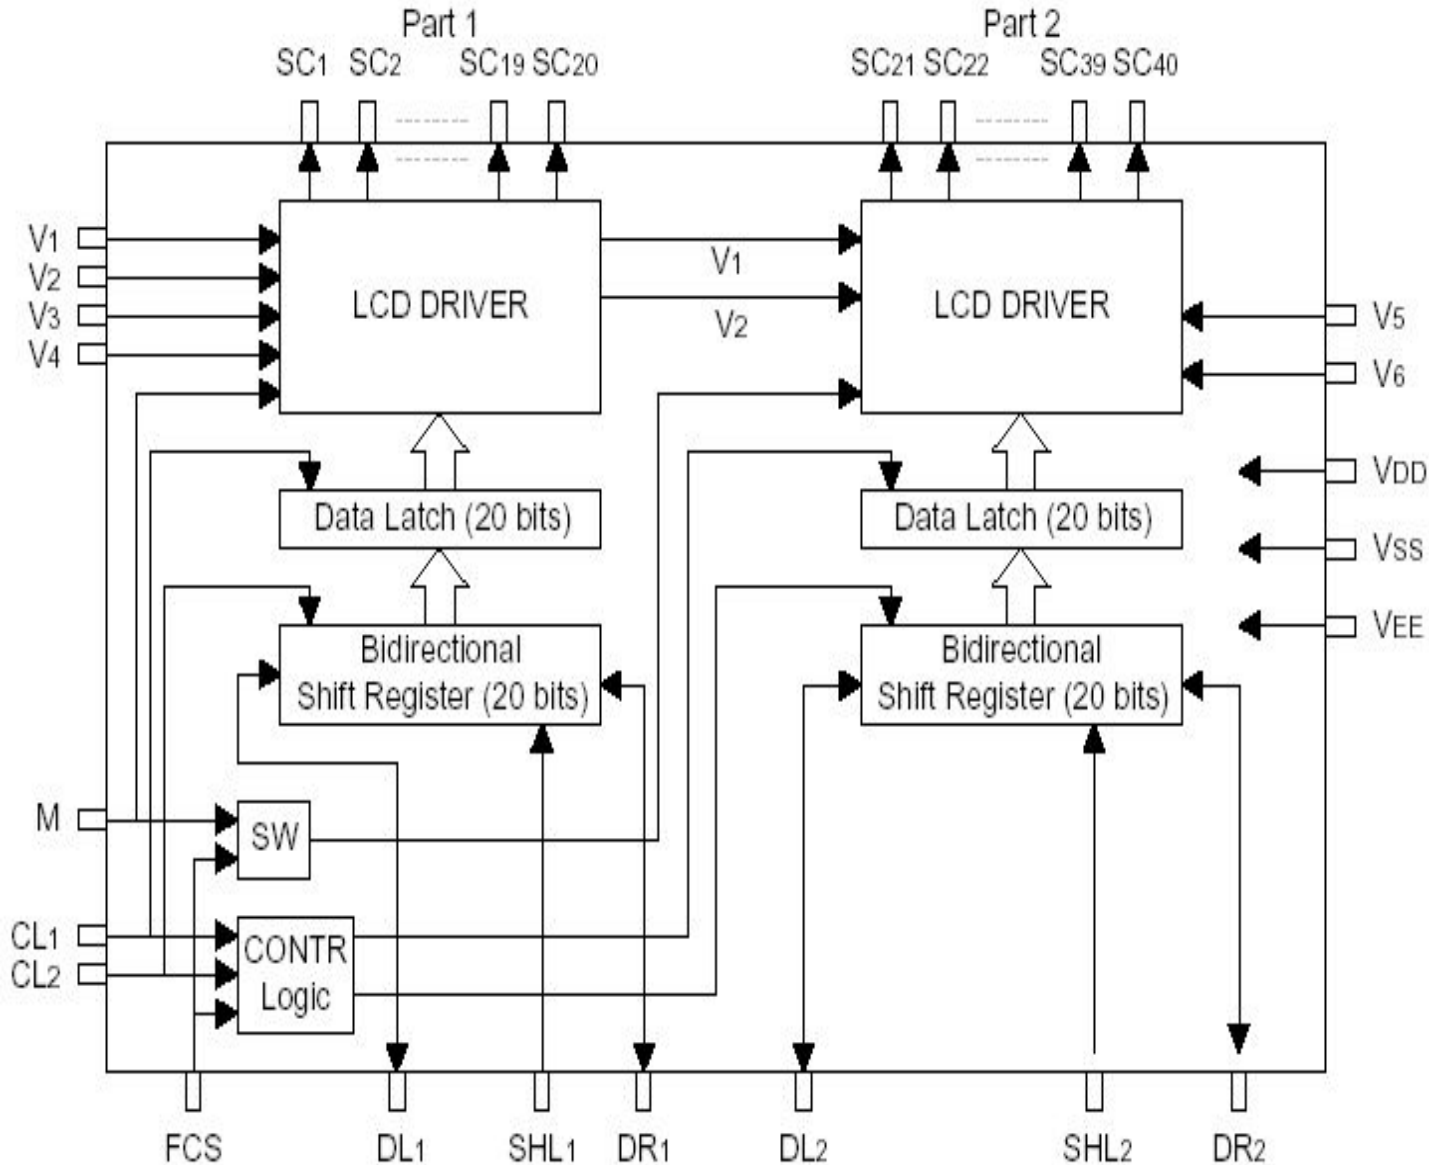 Part 1
Part 2
SC1 SC2 SC19 SC20
SC21 SC22 SC39 SC40
V1
V2
V3
V4
LCD DRIVER
V1
V2
LCD DRIVER
V5
V6
Data Latch (20 bits)
Data Latch (20 bits)
VDD
VSS
VEE
Bidirectional
Shift Register (20 bits)
Bidirectional
Shift Register (20 bits)
M
SW
CL1
CL2
CONTR
Logic
FCS DL1 SHL1 DR1 DL2 SHL2 DR2